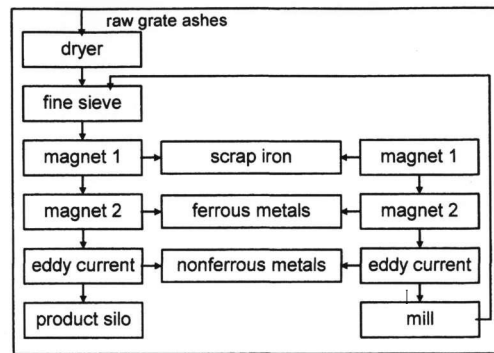 raw grate ashes
dryer
fine sieve
magnet 1
scrap iron
magnet 1
magnet 2
ferrous metals
magnet 2
eddy current
nonferrous metals
eddy current
product silo
mill